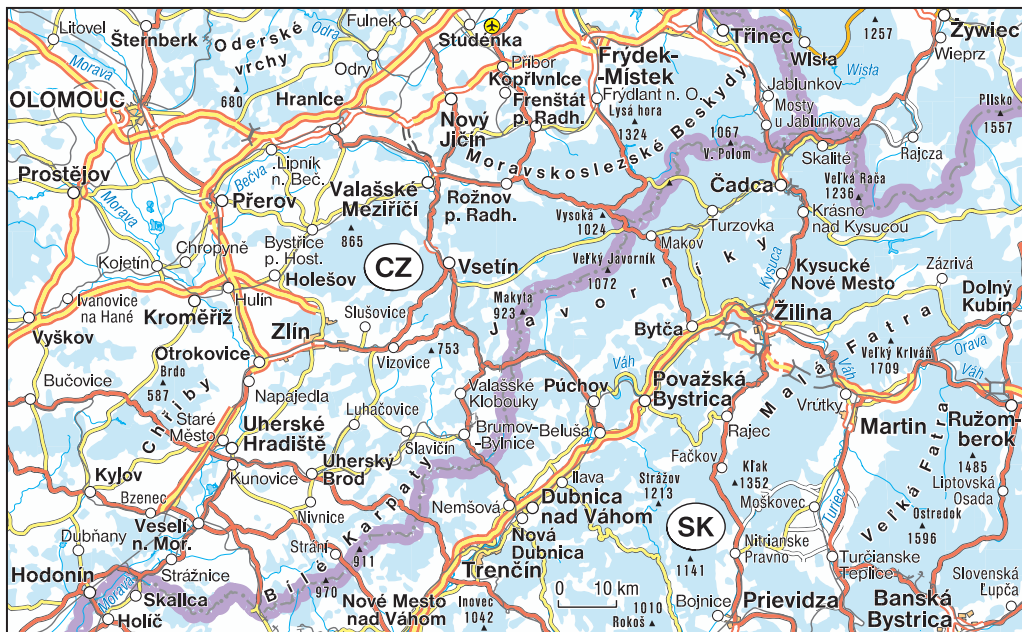 Litovel
Šternberk
Oderské
vrchy
Odra
Fulnek
Studénka
Třinec
1257
Wisła
Żywiec
Wieprz
Morava
OLOMOUC
680
Odry
Příbor
Kopřivnice
Frýdek-
-Místek
Frýdlant n. O.
Lysá hora
1324
Jablunkov
Mosty
u Jablunkova
Wisła
Hranice
Nový
Jičín
Frenštát
p. Radh.
Moravskoslezské Beskydy
1067
V. Polom
Pilsko
1557
Rajcza
Skalité
Veľká Rača
1236
Prostějov
Morava
Bečva
Lipník
n. Beč.
Přerov
Valašské
Meziříčí
Rožnov
p. Radh.
Čadca
Krásno
nad Kysucou
Vysoká
1024
Turzovka
Makov
Chropyně
Bystřice
p. Host.
865
Kojetín
Holešov
CZ
Vsetín
Veľký Javorník
1072
Kysuca
Kysucké
Nové Mesto
Zázrivá
Dolný
Kubín
Ivanovice
na Hané
Hulín
Kroměříž
Slušovice
Makyta
923
Javorníky
Bytča
Žilina
Vyškov
Zlín
Otrokovice
Vizovice
753
Váh
Malá Fatra
Veľký Kriváň
1709
Orava
Váh
Váh
Bučovice
Brdo
587
Chřiby
Napajedla
Valašské
Klobouky
Púchov
Považská
Bystrica
Vrútky
Martin
Ružom-
berok
Staré
Město
Uherské
Hradiště
Luhačovice
Slavičín
Brumov-
-Bylnice
Beluša
Rajec
Fačkov
Kľak
1352
Veľká Fatra
1485
Liptovská
Osada
Kyjov
Kunovice
Uherský
Brod
Ilava
Strážov
1213
Moškovec
Turiec
Ostredok
1596
Bzenec
Nivnice
Nemšová
Dubnica
nad Váhom
SK
Dubňany
Veselí
n. Mor.
Strání
911
Bílé Karpaty
Nová
Dubnica
Trenčín
Nitrianske
Pravno
Turčianske
Teplice
Hodonín
Strážnice
970
0 10 km
1141
Slovenská
Ľupča
Morava
Skalica
Holíč
Nové Mesto
nad Váhom
Inovec
1042
1010
Rokoš
Bojnice
Prievidza
Banská
Bystrica